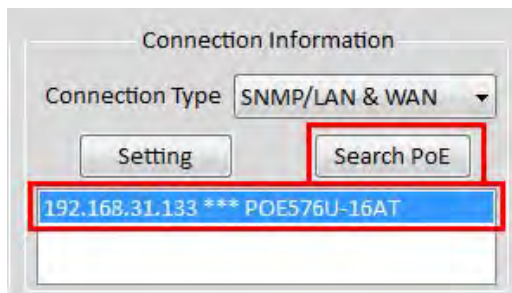 Connection Information
Connection Type SNMP/LAN & WAN
Setting Search PoE
192.168.31.133 *** POE576U-16AT